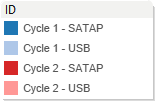 ID
Cycle 1 - SATAP
Cycle 1 - USB
Cycle 2 - SATAP
Cycle 2 - USB